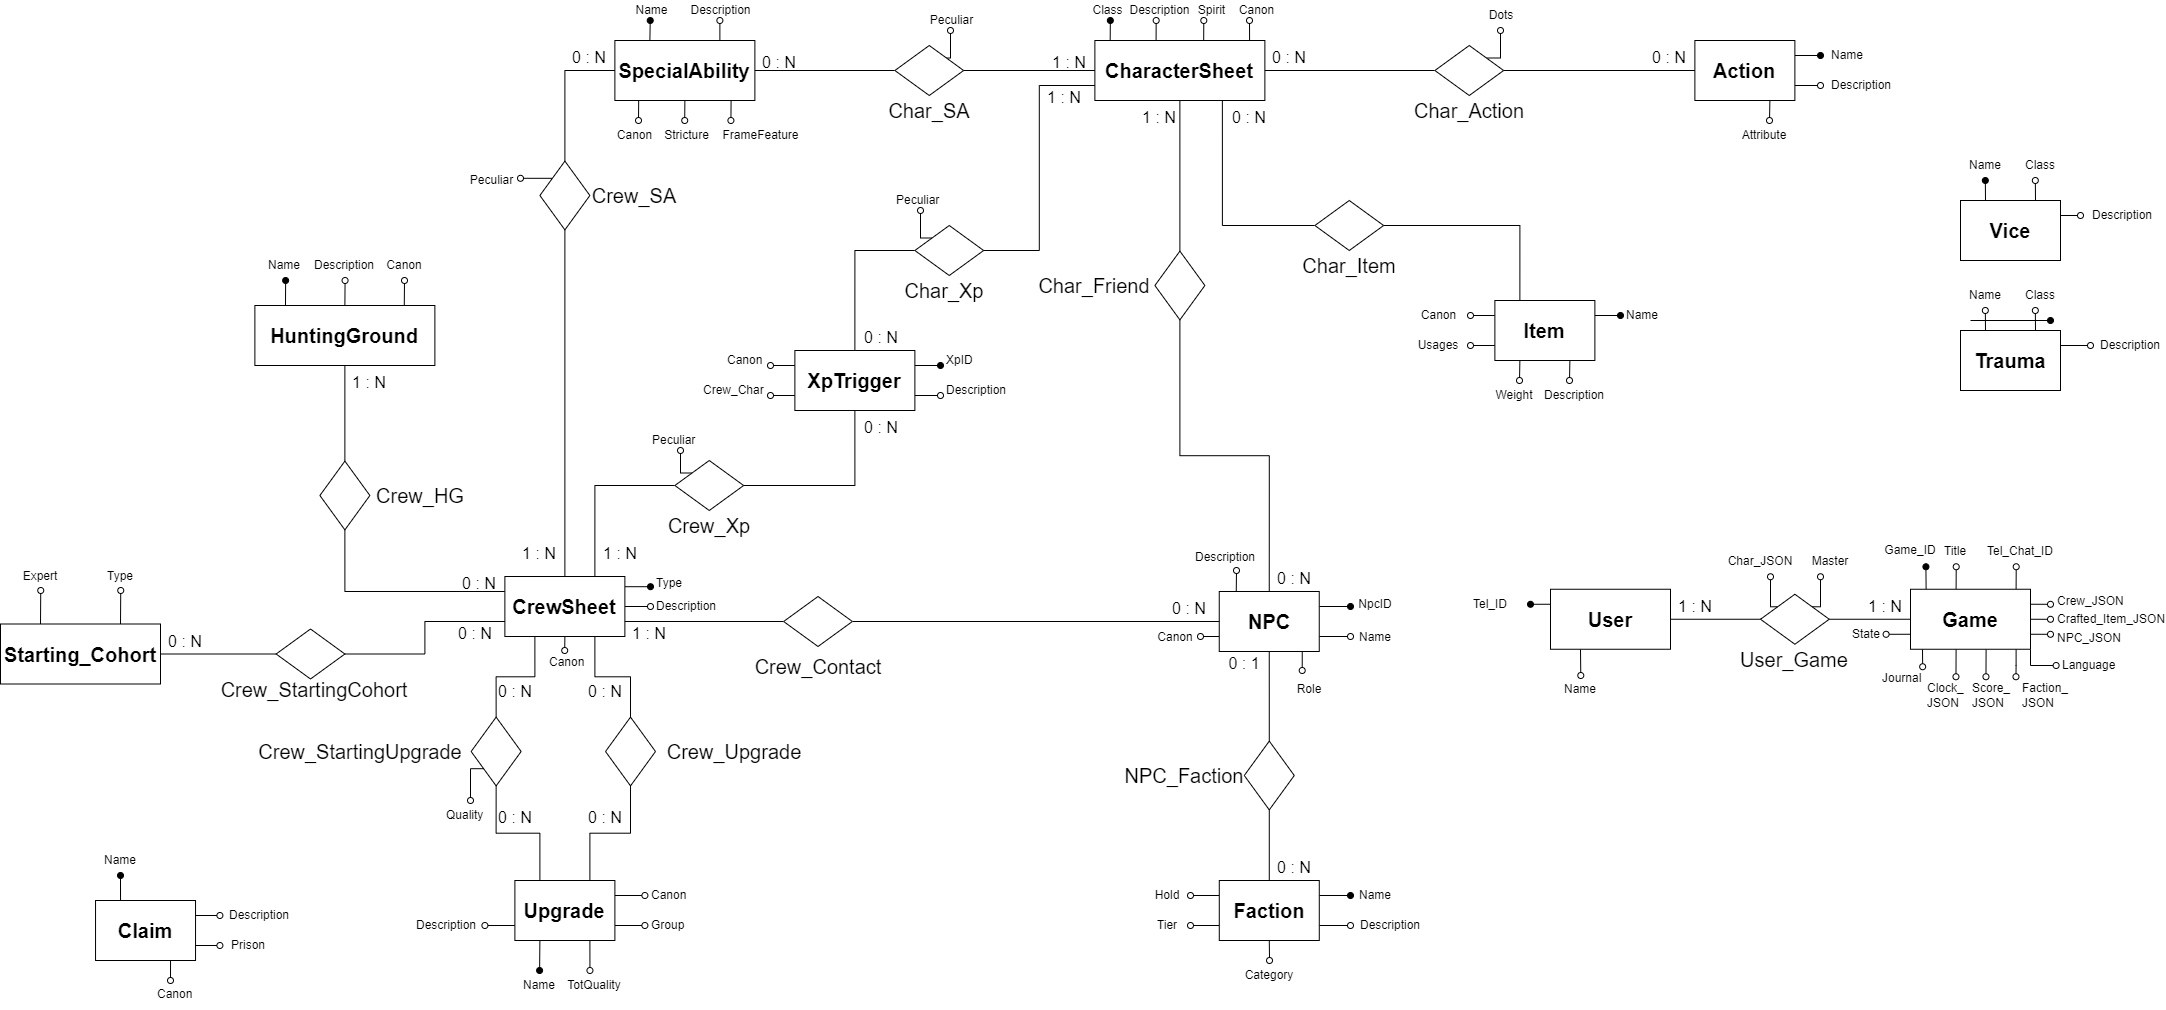 Name
Description
Peculiar
Class
Description
Spirit
Canon
Dots
0 : N
SpecialAbility
0 : N
1 : N
CharacterSheet
0 : N
0 : N
Action
Name
Description
Char_SA
1 : N
Char_Action
Canon
Stricture
FrameFeature
1 : N
0 : N
Attribute
Peculiar
Crew_SA
Name
Class
Vice
Description
Peculiar
Char_Xp
Char_Friend
Char_Item
Name
Description
Canon
HuntingGround
1 : N
Name
Class
Trauma
Description
Canon
Usages
Item
Name
Weight
Description
0 : N
Canon
Crew_Char
XpTrigger
XpID
Description
0 : N
Peculiar
Crew_Xp
Crew_HG
1 : N
1 : N
Expert
Type
Starting_Cohort
0 : N
Crew_StartingCohort
0 : N
0 : N
CrewSheet
Type
Description
1 : N
Canon
Crew_Contact
Description
0 : N
0 : N
NPC
NpcID
Name
Canon
0 : 1
Role
Tel_ID
User
Name
1 : N
Char_JSON
Master
User_Game
1 : N
Game_ID
Title
Tel_Chat_ID
Game
Crew_JSON
Crafted_Item_JSON
NPC_JSON
Language
State
Journal
Clock_
JSON
Score_
JSON
Faction_
JSON
0 : N
0 : N
Crew_StartingUpgrade
Crew_Upgrade
Quality
0 : N
0 : N
NPC_Faction
0 : N
Name
Claim
Description
Prison
Canon
Upgrade
Canon
Group
Description
Name
TotQuality
Hold
Tier
Faction
Name
Description
Category